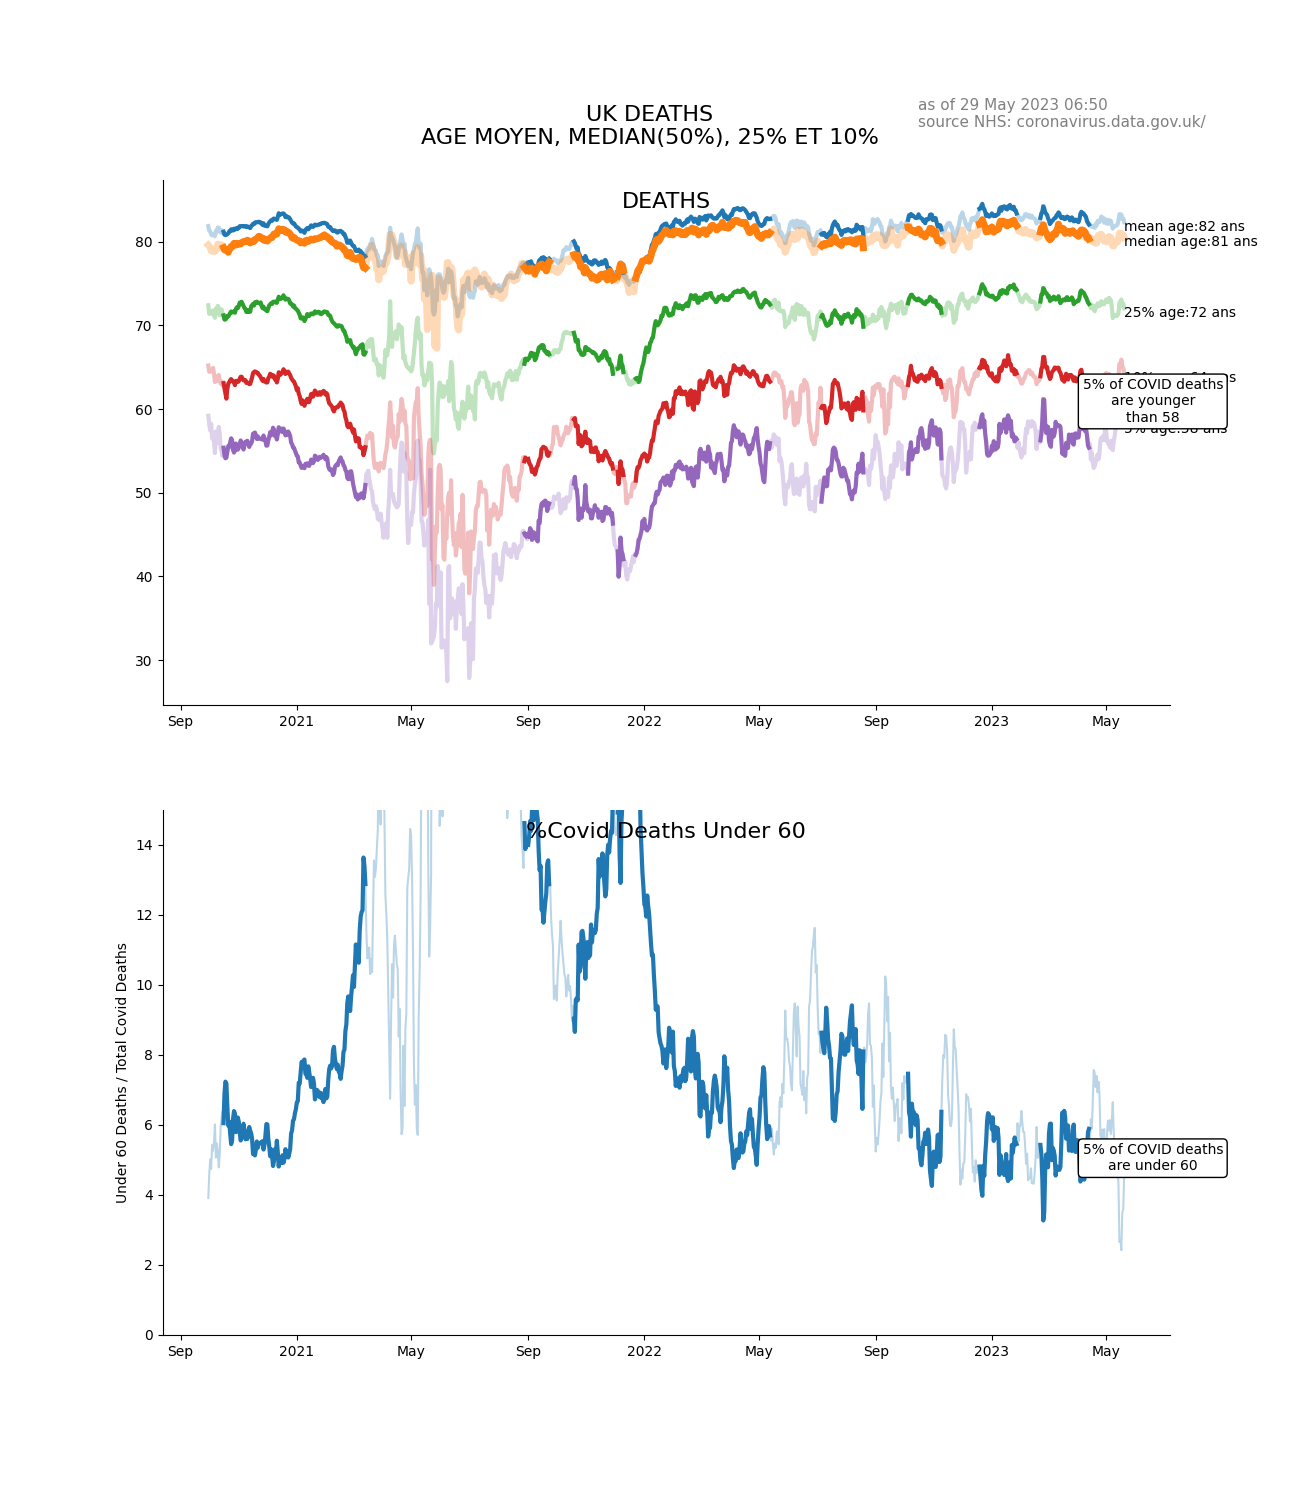 as of 29 May 2023 06:50
source NHS: coronavirus.data.gov.uk/
UK DEATHS
AGE MOYEN, MEDIAN(50%), 25% ET 10%
DEATHS
80
70
60
50
40
30
mean age:82 ans
median age:81 ans
25% age:72 ans
5% of COVID deaths
are younger
than 58
Sep
2021
May
Sep
2022
May
Sep
2023
May
%Covid Deaths Under 60
Under 60 Deaths / Total Covid Deaths
14
12
10
8
6
4
2
0
5% of COVID deaths
are under 60
Sep
2021
May
Sep
2022
May
Sep
2023
May